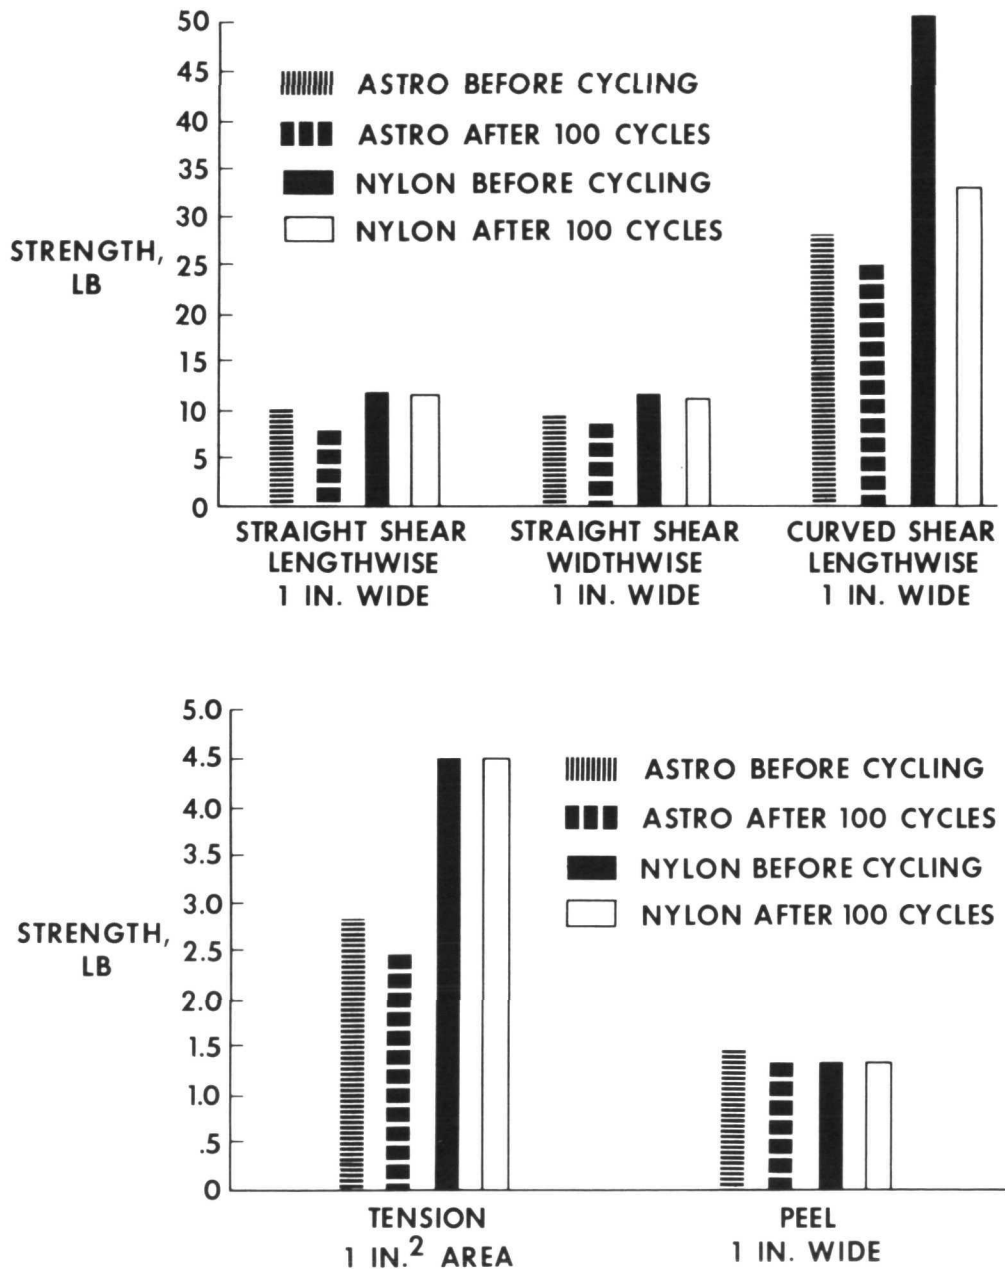 50
45
40
35
30
25
20
15
10
5
0
STRENGTH,
LB
ASTRO BEFORE CYCLING
ASTRO AFTER 100 CYCLES
NYLON BEFORE CYCLING
NYLON AFTER 100 CYCLES
STRAIGHT SHEAR
LENGTHWISE
1 IN. WIDE
STRAIGHT SHEAR
WIDTHWISE
1 IN. WIDE
CURVED SHEAR
LENGTHWISE
1 IN. WIDE
5.0
4.5
4.0
3.5
3.0
2.5
2.0
1.5
1.0
.5
0
STRENGTH,
LB
ASTRO BEFORE CYCLING
ASTRO AFTER 100 CYCLES
NYLON BEFORE CYCLING
NYLON AFTER 100 CYCLES
TENSION
1 IN.² AREA
PEEL
1 IN. WIDE